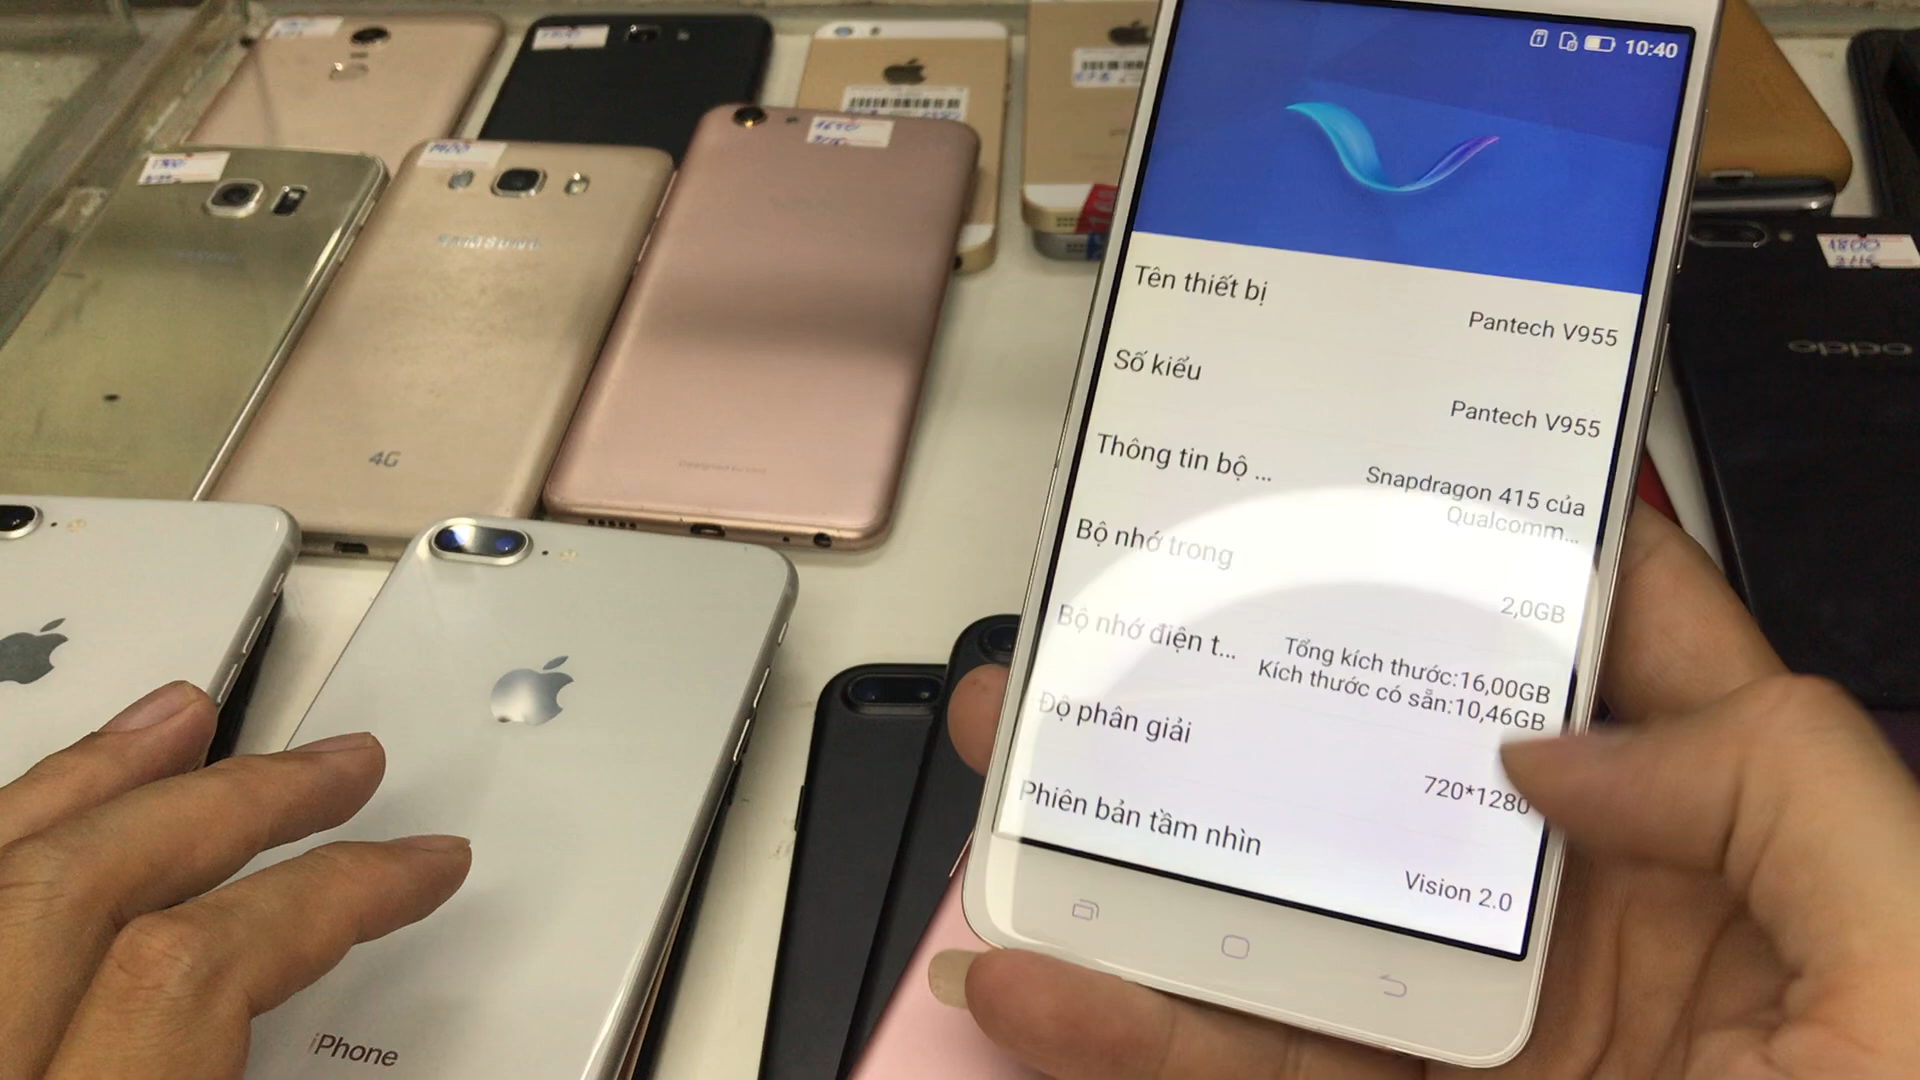 10:40
Tên thiết bị
Pantech V955
Số kiểu
Pantech V955
Thông tin bộ ...
Snapdragon 415 của
Qualcomm...
Bộ nhớ trong
2,0GB
Bộ nhớ điện t...
Tổng kích thước:16,00GB
Kích thước có sẵn:10,46GB
Độ phân giải
720*1280
Phiên bản tầm nhìn
Vision 2.0
SAMSUNG
4G
iPhone
1800
oppo